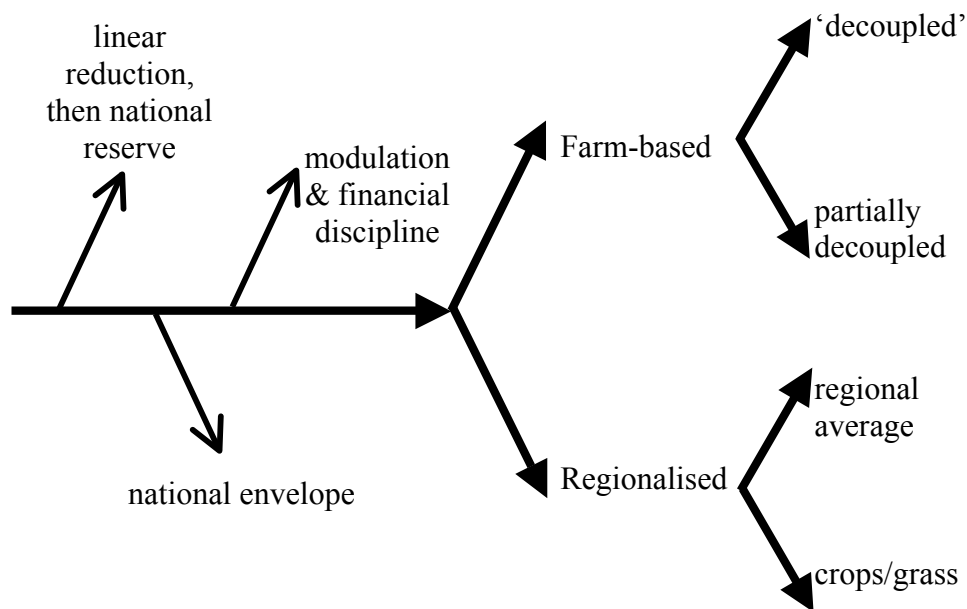 linear
reduction,
then national
reserve
modulation
& financial
discipline
national envelope
Farm-based
‘decoupled’
partially
decoupled
Regionalised
regional
average
crops/grass